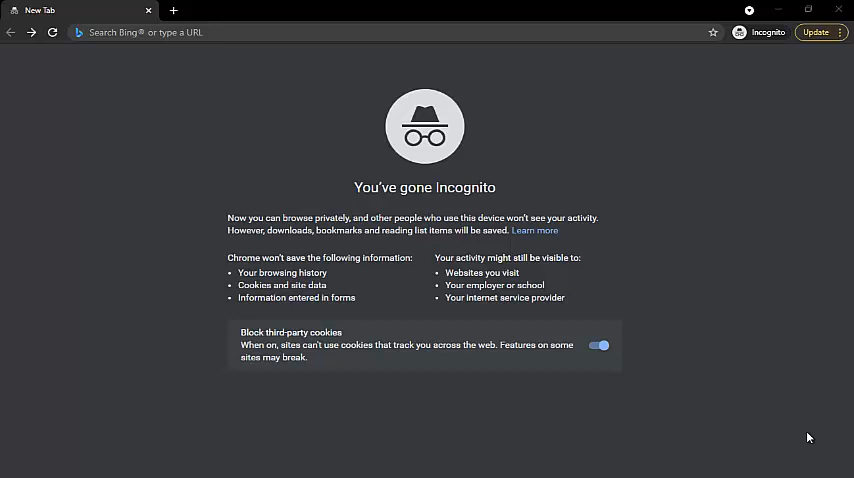 New Tab
Search Bing® or type a URL
Incognito
Update
You've gone Incognito
Now you can browse privately, and other people who use this device won't see your activity.
However, downloads, bookmarks and reading list items will be saved. Learn more
Chrome won't save the following information:
• Your browsing history
• Cookies and site data
• Information entered in forms
Your activity might still be visible to:
• Websites you visit
• Your employer or school
• Your internet service provider
Block third-party cookies
When on, sites can't use cookies that track you across the web. Features on some
sites may break.